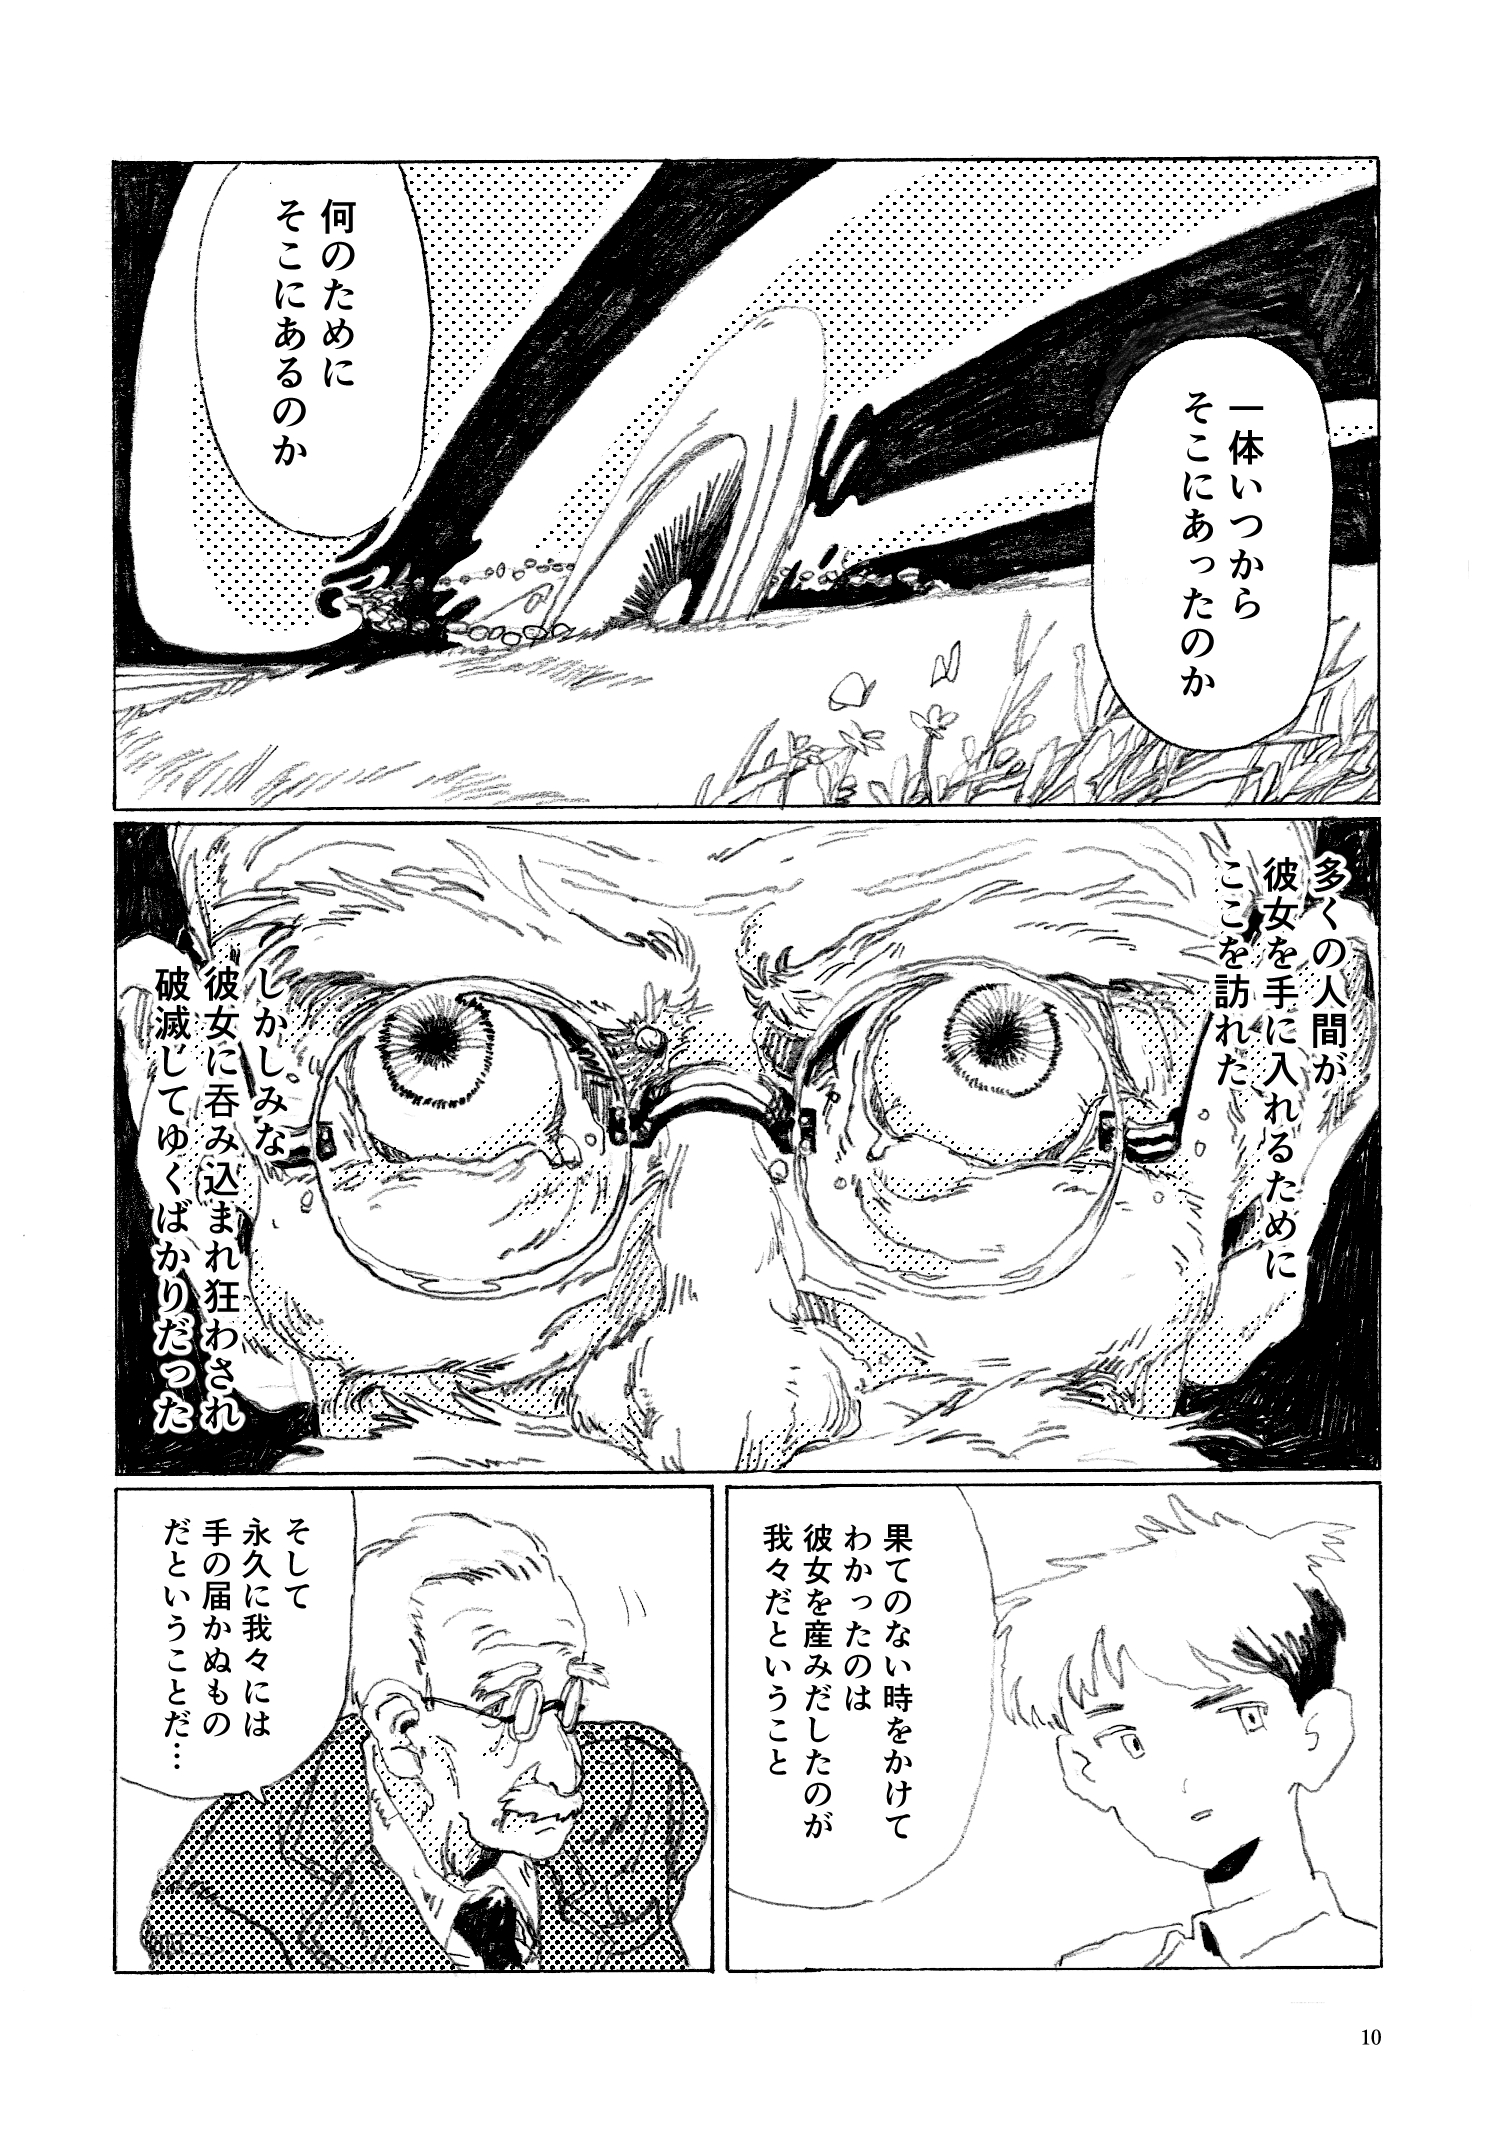 一体いつから
そこにあったのか
何のために
そこにあるのか
多くの人間が
彼女を手に入れるために
ここを訪れた
しかしみな
彼女に呑み込まれ狂わされ
破滅してゆくばかりだった
果てのない時をかけて
わかったのは
彼女を産みだしたのが
我々だということ
そして
永久に我々には
手の届かぬもの
だということだ…
10